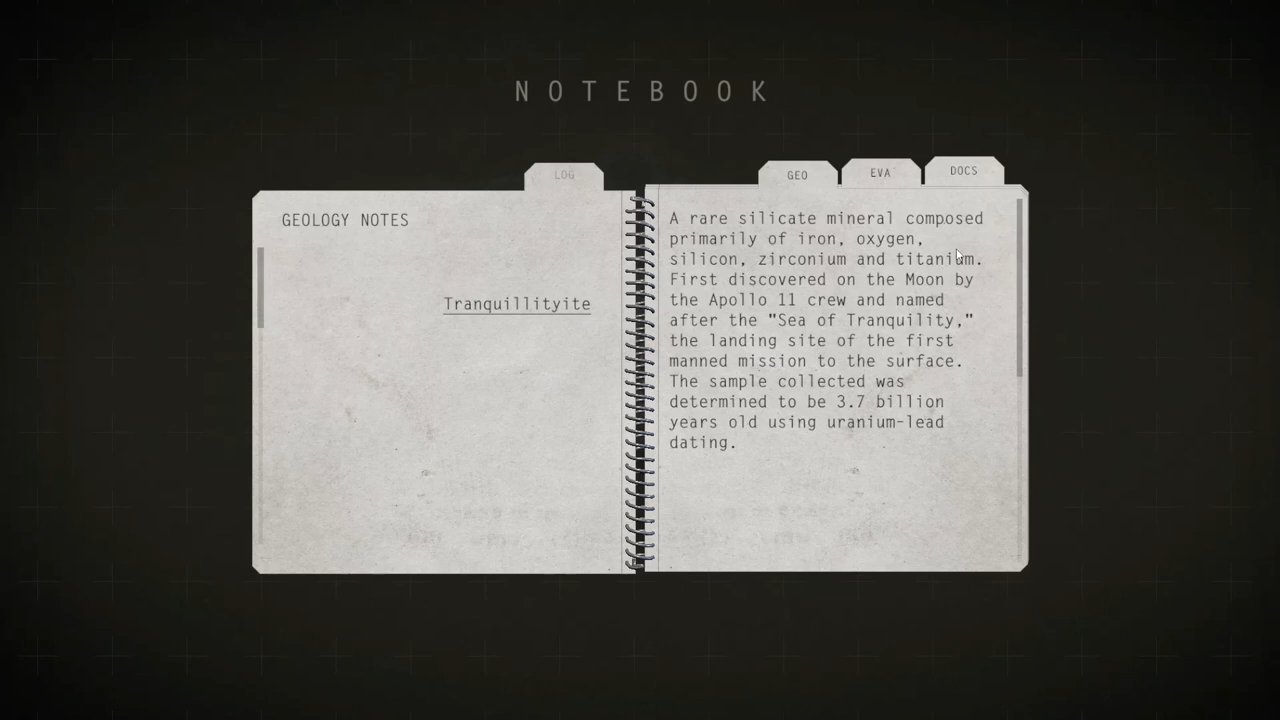 NOTEBOOK
LOG
GEO
EVA
DOCS
GEOLOGY NOTES
Tranquillityite
A rare silicate mineral composed
primarily of iron, oxygen,
silicon, zirconium and titanium.
First discovered on the Moon by
the Apollo 11 crew and named
after the "Sea of Tranquility,"
the landing site of the first
manned mission to the surface.
The sample collected was
determined to be 3.7 billion
years old using uranium-lead
dating.